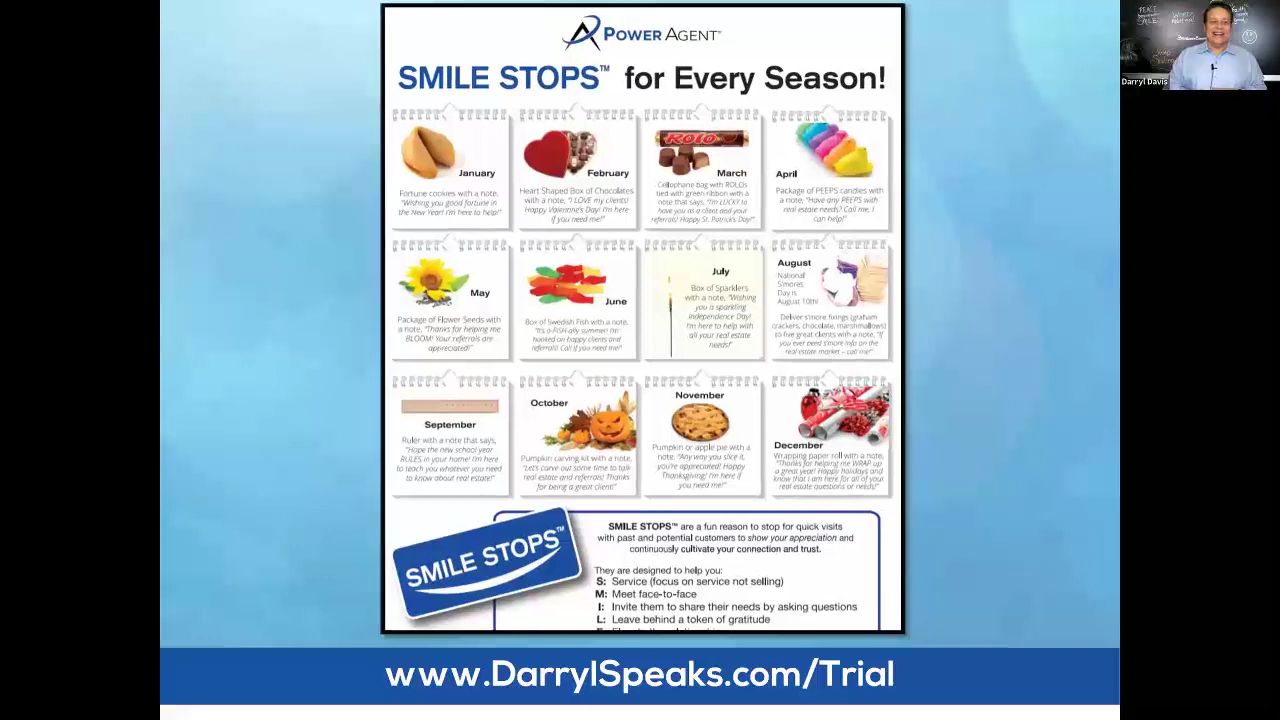 POWER AGENT®
SMILE STOPS™ for Every Season!
January
Fortune cookies with a note,
"Wishing you good fortune in
the New Year! I'm here to help!"
February
Heart Shaped Box of Chocolates
with a note, "I LOVE my clients!
Happy Valentine's Day! I'm here
if you need me!"
ROLO
March
Cellophane bag with ROLOs
tied with green ribbon with a
note that says, "I'm LUCKY to
have you as a client and your
referrals! Happy St. Patrick's Day!"
April
Package of PEEPS candies with
a note, "Have any PEEPS with
real estate needs? Call me, I
can help!"
May
Package of Flower Seeds with
a note, "Thanks for helping me
BLOOM! Your referrals are
appreciated!"
June
Box of Swedish Fish with a note,
"It's o-FISH-ally summer! I'm
hooked on happy clients and
referrals! Call if you need me!"
July
Box of Sparklers
with a note, "Wishing
you a sparkling
Independence Day!
I'm here to help with
all your real estate
needs!"
August
National
S'mores
Day is
August 10th!
Deliver s'more fixings (graham
crackers, chocolate, marshmallows)
to five great clients with a note, "If
you ever need s'more info on the
real estate market – call me!"
September
Ruler with a note that says,
"Hope the new school year
RULES in your home! I'm here
to teach you whatever you need
to know about real estate!"
October
Pumpkin carving kit with a note,
"Let's carve out some time to talk
real estate and referrals! Thanks
for being a great client!"
November
Pumpkin or apple pie with a
note, "Any way you slice it,
you're appreciated! Happy
Thanksgiving! I'm here if
you need me!"
December
Wrapping paper roll with a note,
"Thanks for helping me WRAP up
a great year! Happy holidays and
know that I am here for all of your
real estate questions or needs!"
SMILE STOPS™
SMILE STOPS™ are a fun reason to stop for quick visits
with past and potential customers to show your appreciation and
continuously cultivate your connection and trust.
They are designed to help you:
S: Service (focus on service not selling)
M: Meet face-to-face
I: Invite them to share their needs by asking questions
L: Leave behind a token of gratitude
www.DarrylSpeaks.com/Trial
Darryl Davis